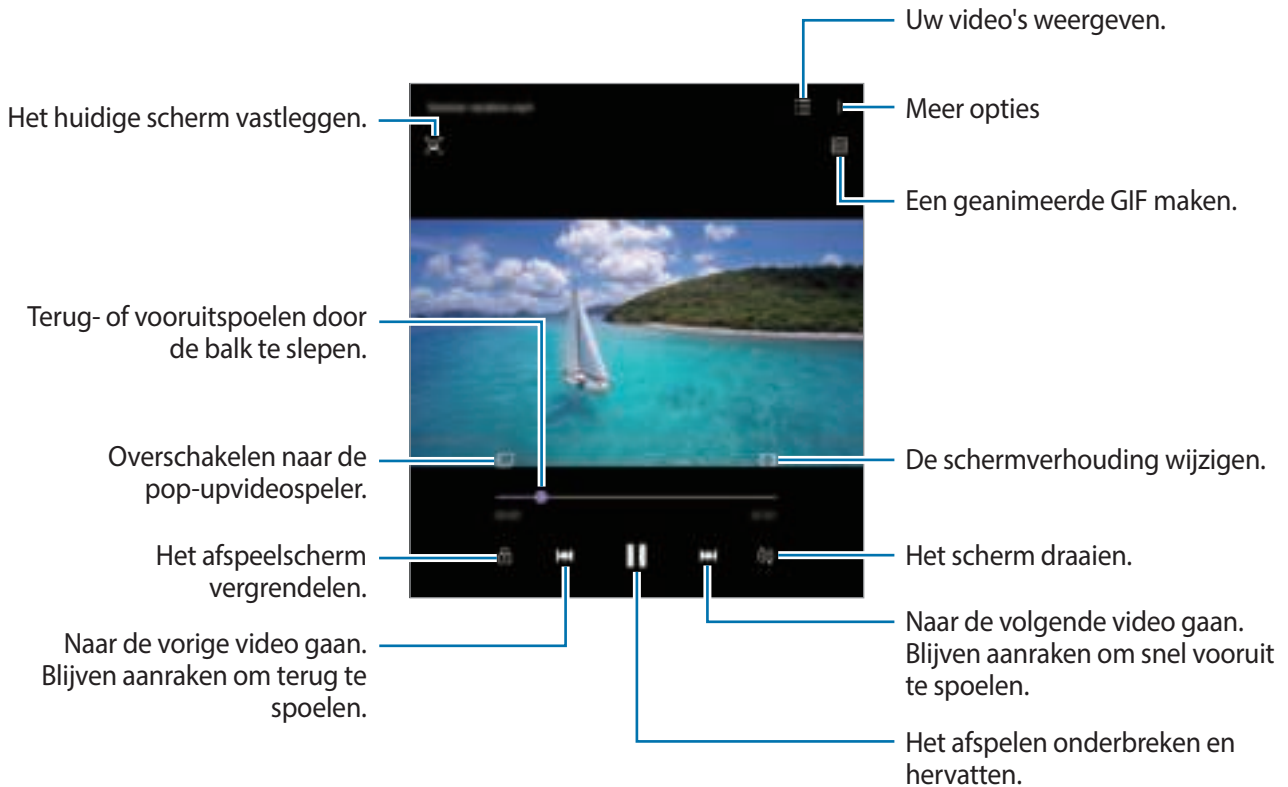 Uw video's weergeven.
Het huidige scherm vastleggen.
Meer opties
Een geanimeerde GIF maken.
Terug- of vooruitspoelen door
de balk te slepen.
Overschakelen naar de
pop-upvideospeler.
De schermverhouding wijzigen.
Het afspeelscherm
vergrendelen.
Het scherm draaien.
Naar de vorige video gaan.
Blijven aanraken om terug te
spoelen.
Naar de volgende video gaan.
Blijven aanraken om snel vooruit
te spoelen.
Het afspelen onderbreken en
hervatten.